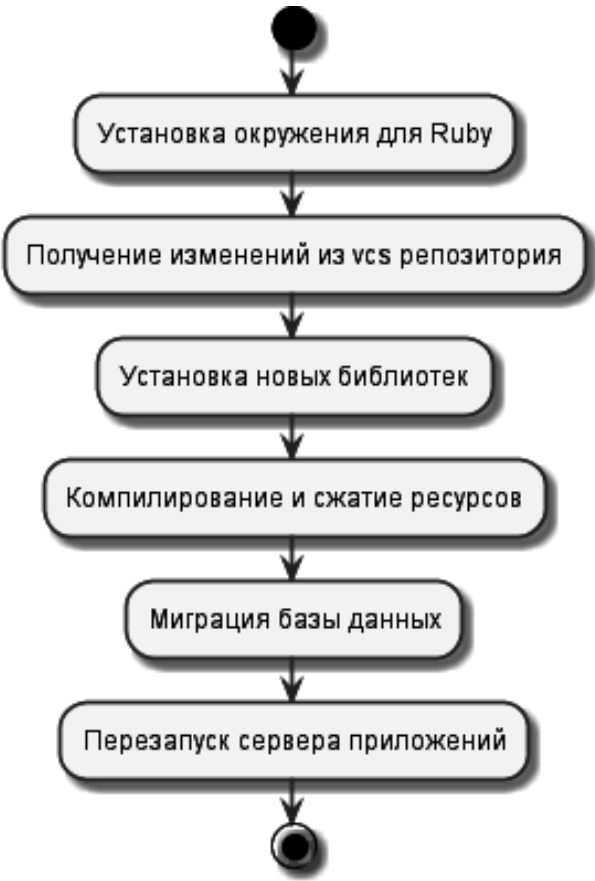 Установка окружения для Ruby
Получение изменений из vcs репозитория
Установка новых библиотек
Компилирование и сжатие ресурсов
Миграция базы данных
Перезапуск сервера приложений